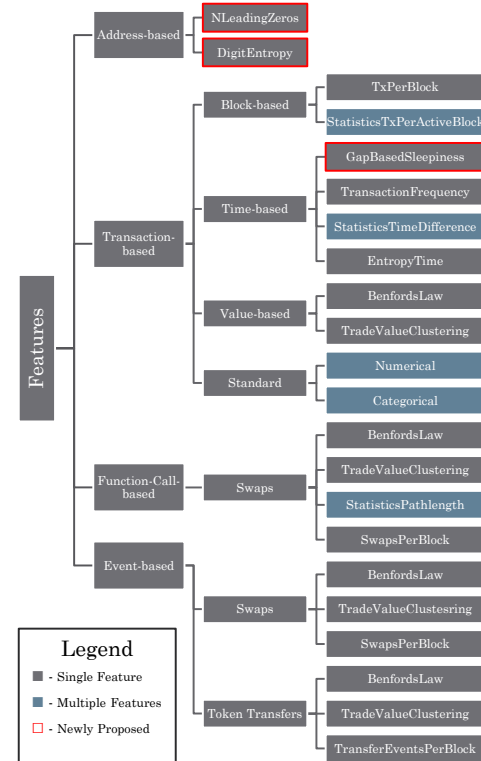 NLeadingZeros
Address-based
DigitEntropy
TxPerBlock
Block-based
StatisticsTxPerActiveBlock
GapBasedSleepiness
TransactionFrequency
Time-based
Transaction-
based
StatisticsTimeDifference
EntropyTime
BenfordsLaw
Value-based
TradeValueClustering
Features
Numerical
Standard
Categorical
BenfordsLaw
TradeValueClustering
Function-Call-
based
Swaps
StatisticsPathlength
SwapsPerBlock
Event-based
BenfordsLaw
Swaps
TradeValueClustesring
SwapsPerBlock
Legend
- Single Feature
- Multiple Features
- Newly Proposed
BenfordsLaw
Token Transfers
TradeValueClustering
TransferEventsPerBlock